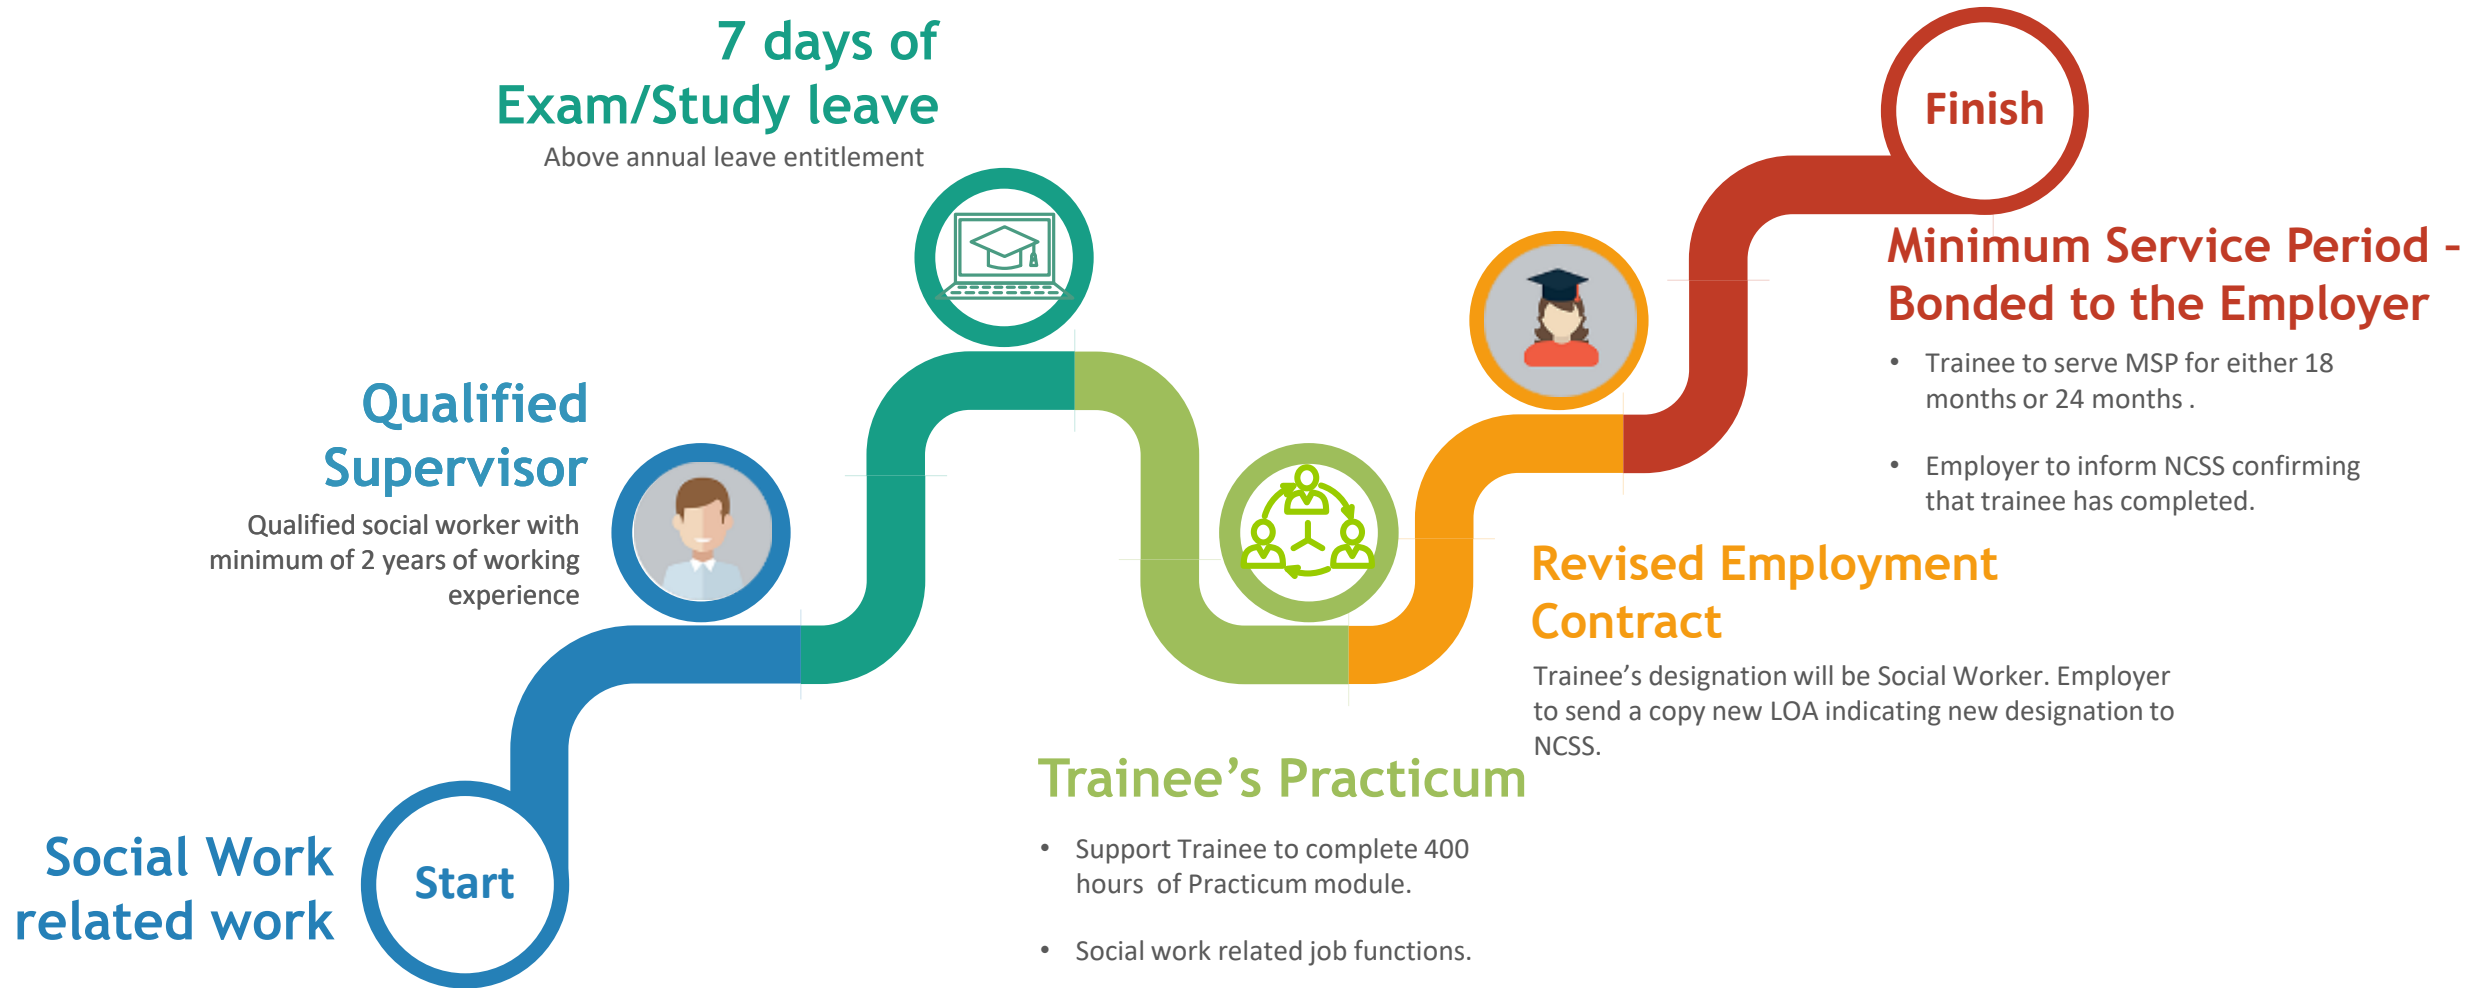 Social Work
related work
Start
Qualified
Supervisor
Qualified social worker with
minimum of 2 years of working
experience
7 days of
Exam/Study leave
Above annual leave entitlement
Trainee’s Practicum
• Support Trainee to complete 400
hours  of Practicum module.
• Social work related job functions.
Revised Employment
Contract
Trainee’s designation will be Social Worker. Employer
to send a copy new LOA indicating new designation to
NCSS.
Finish
Minimum Service Period -
Bonded to the Employer
• Trainee to serve MSP for either 18
months or 24 months .
• Employer to inform NCSS confirming
that trainee has completed.